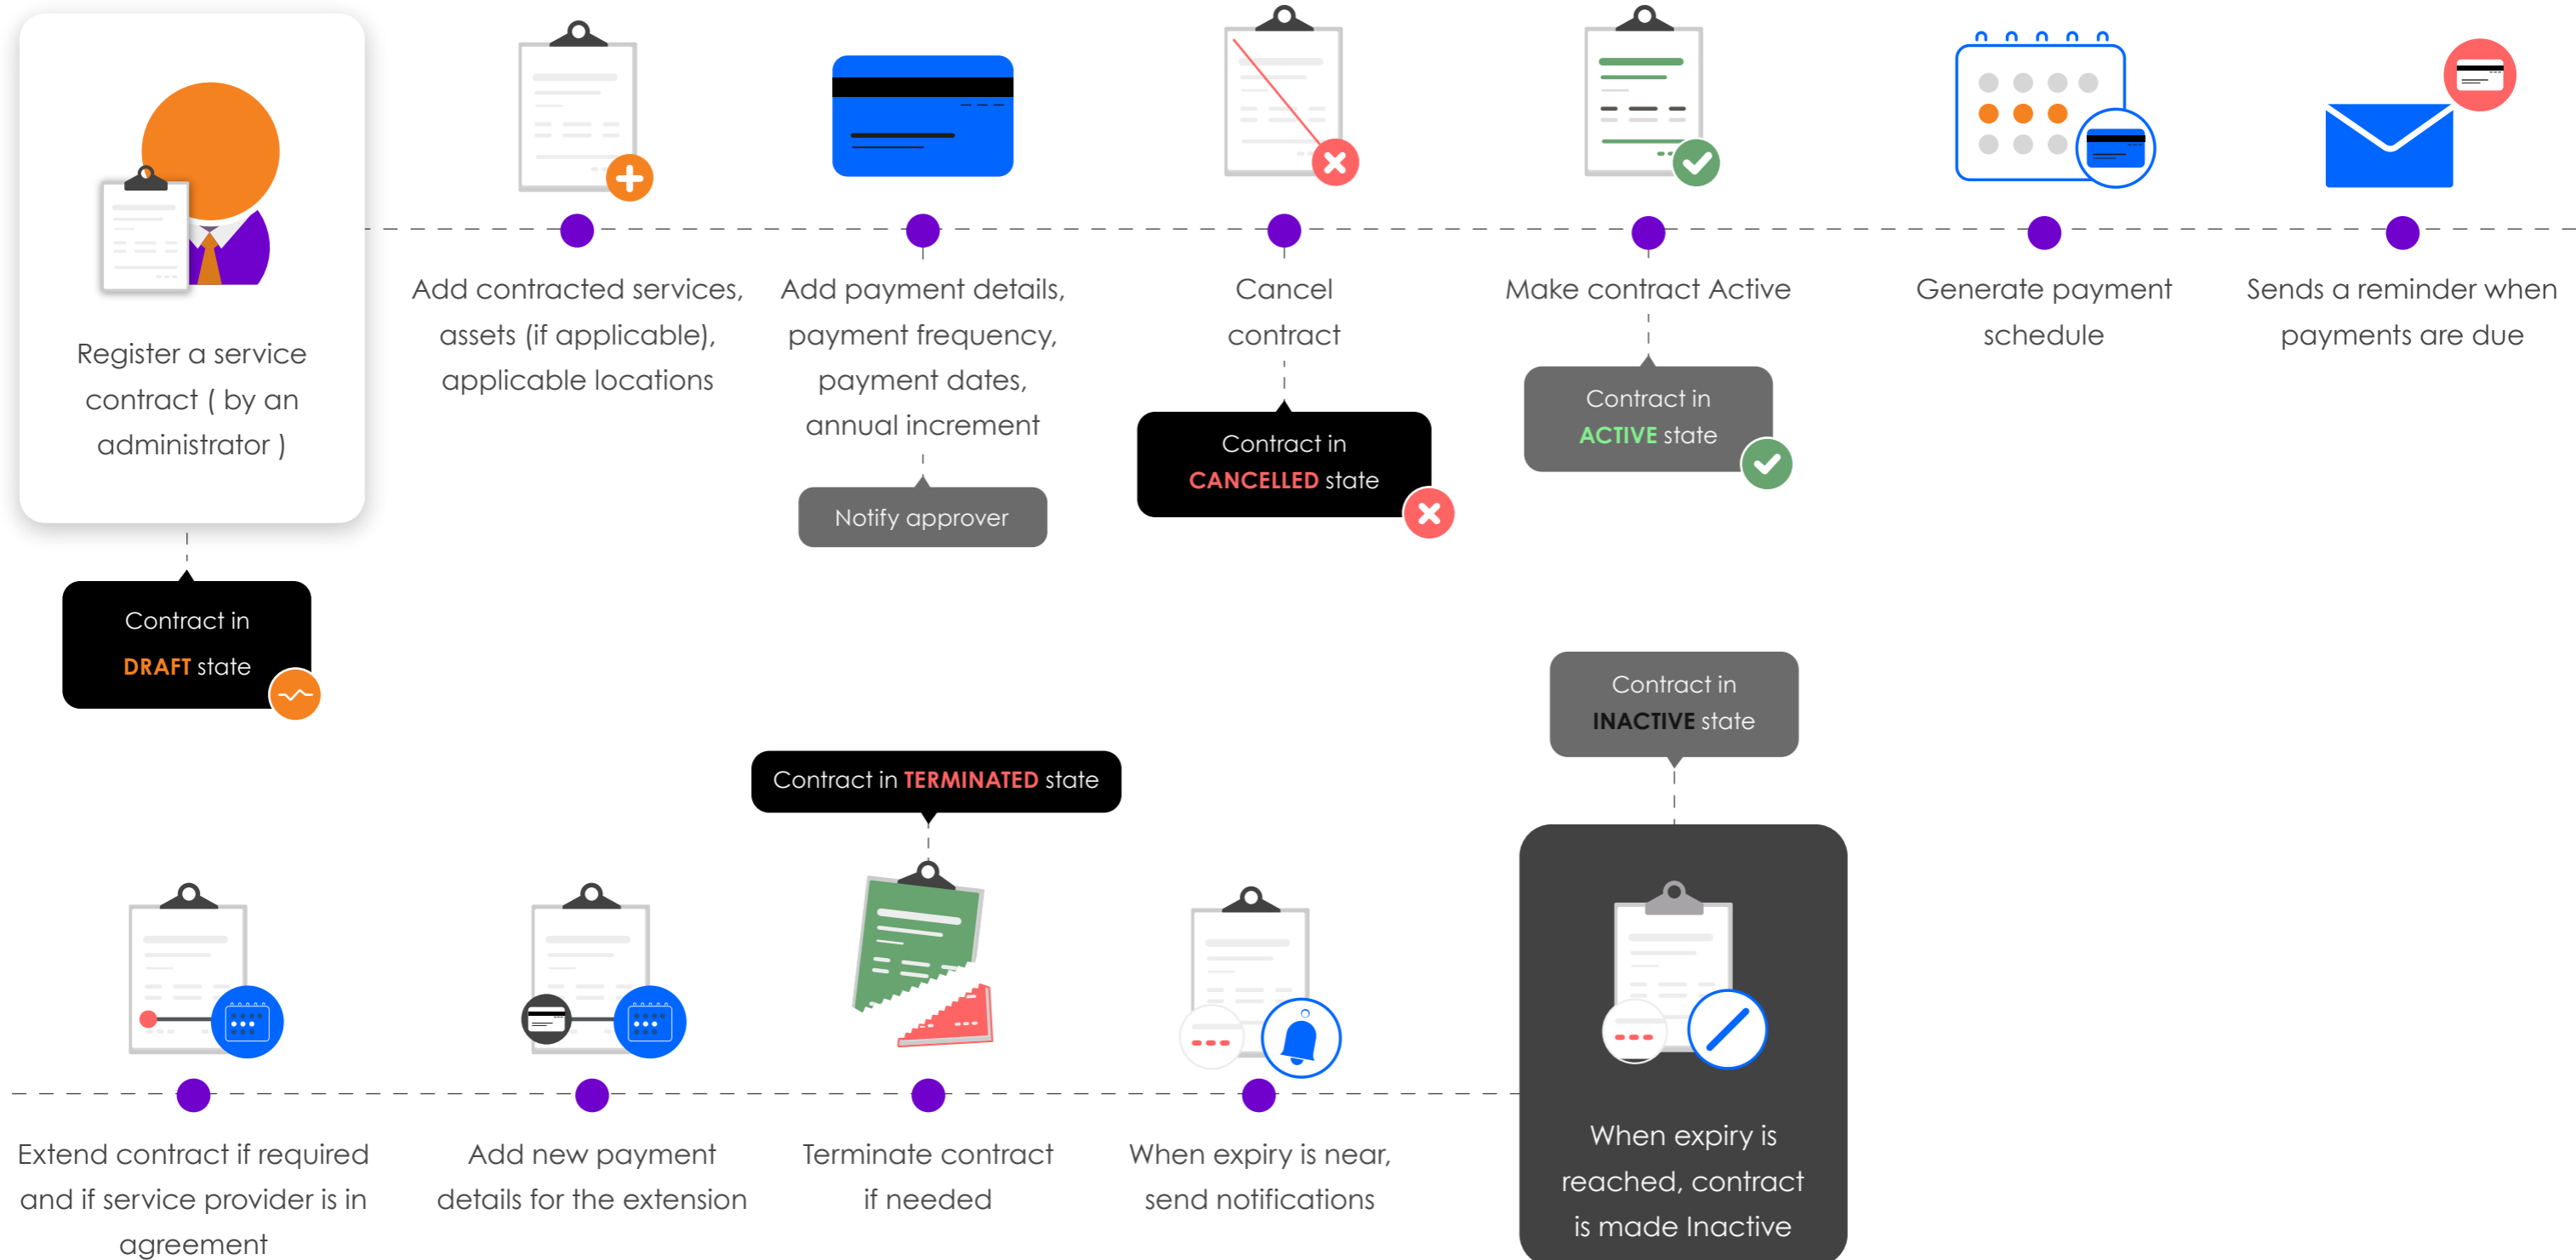 Register a service
contract ( by an
administrator )
Contract in
DRAFT state
Add contracted services,
assets (if applicable),
applicable locations
Add payment details,
payment frequency,
payment dates,
annual increment
Notify approver
Cancel
contract
Contract in
CANCELLED state
Make contract Active
Contract in
ACTIVE state
Generate payment
schedule
Sends a reminder when
payments are due
Extend contract if required
and if service provider is in
agreement
Add new payment
details for the extension
Contract in TERMINATED state
Terminate contract
if needed
When expiry is near,
send notifications
Contract in
INACTIVE state
When expiry is
reached, contract
is made Inactive